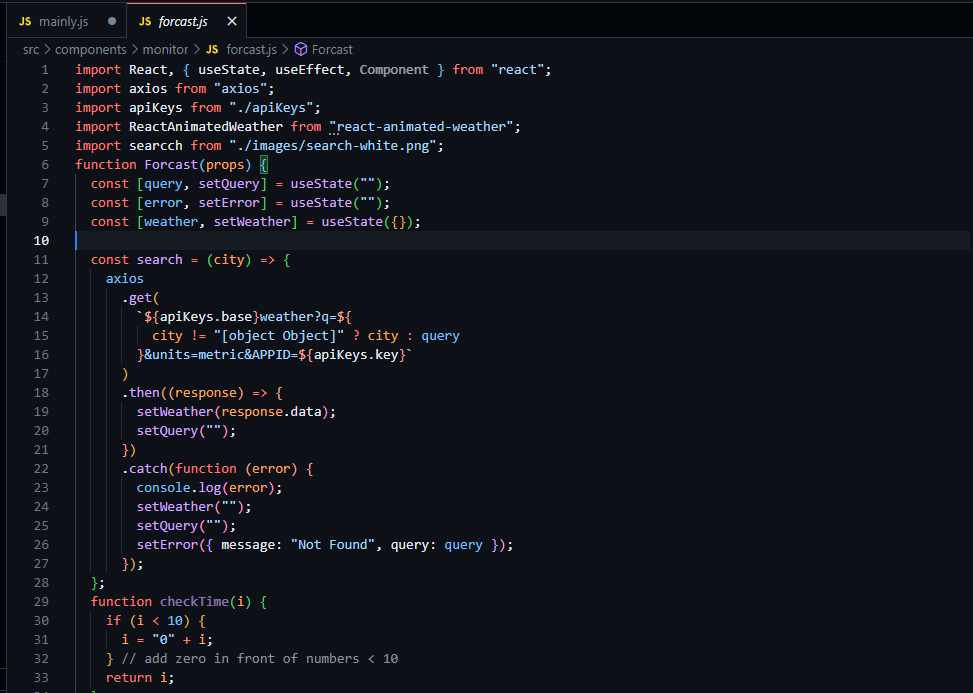 JS mainly.js ● JS forcast.js ×
src > components > monitor > JS forcast.js > Forcast
1 import React, { useState, useEffect, Component } from "react";
2 import axios from "axios";
3 import apiKeys from "./apiKeys";
4 import ReactAnimatedWeather from "react-animated-weather";
5 import searcch from "./images/search-white.png";
6 function Forcast(props) {
7   const [query, setQuery] = useState("");
8   const [error, setError] = useState("");
9   const [weather, setWeather] = useState({});
10
11   const search = (city) => {
12     axios
13       .get(
14         `${apiKeys.base}weather?q=${
15           city != "[object Object]" ? city : query
16         }&units=metric&APPID=${apiKeys.key}`
17       )
18       .then((response) => {
19         setWeather(response.data);
20         setQuery("");
21       })
22       .catch(function (error) {
23         console.log(error);
24         setWeather("");
25         setQuery("");
26         setError({ message: "Not Found", query: query });
27       });
28   };
29   function checkTime(i) {
30     if (i < 10) {
31       i = "0" + i;
32     } // add zero in front of numbers < 10
33     return i;